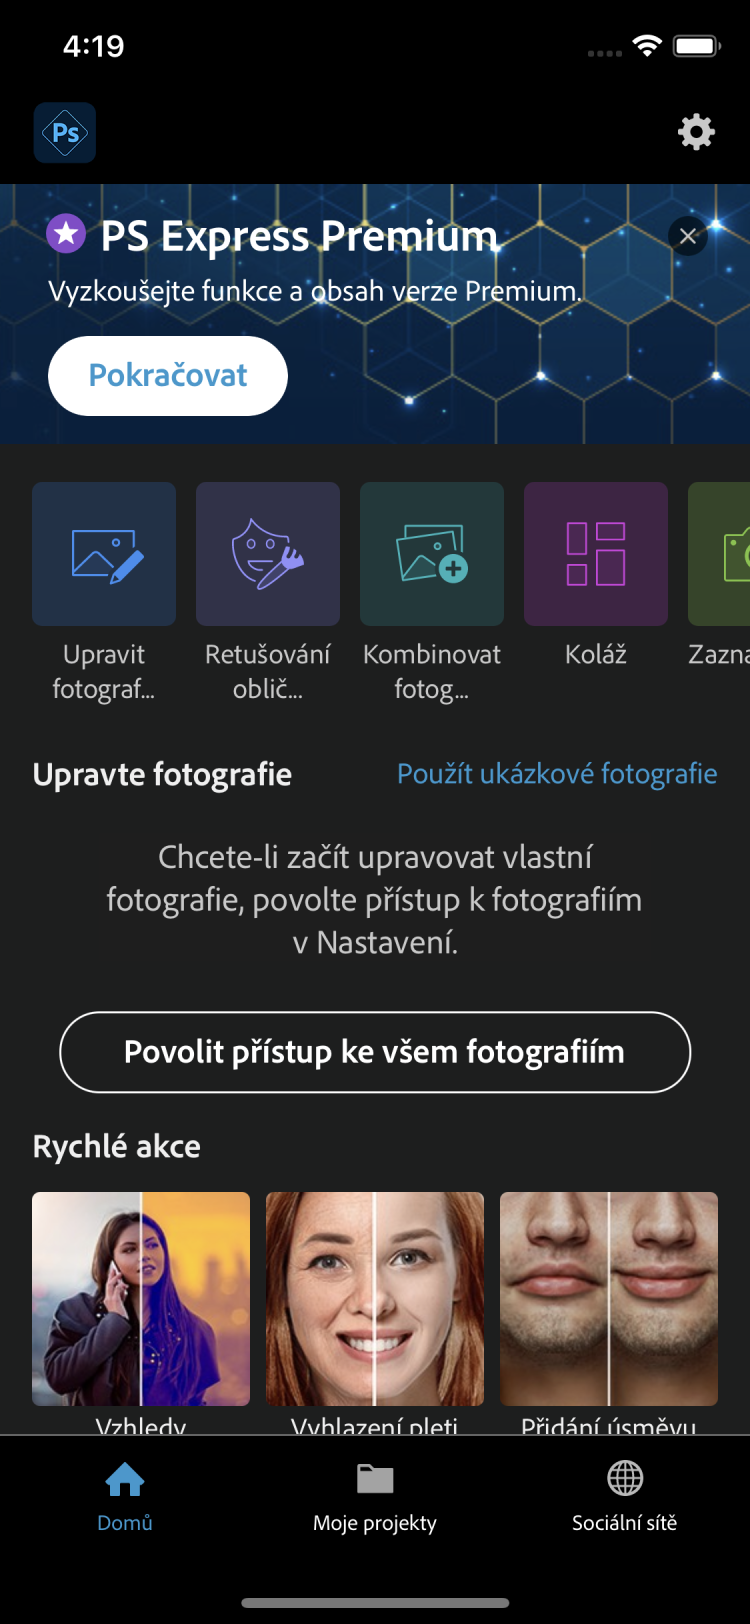 4:19
Ps
PS Express Premium
Vyzkoušejte funkce a obsah verze Premium.
Pokračovat
Upravit
fotograf...
Retušování
oblič...
Kombinovat
fotog...
Koláž
Zazna
Upravte fotografie
Použít ukázkové fotografie
Chcete-li začít upravovat vlastní
fotografie, povolte přístup k fotografiím
v Nastavení.
Povolit přístup ke všem fotografiím
Rychlé akce
Vzhledy
Vyhlazení pleti
Přidání úsměvu
Domů
Moje projekty
Sociální sítě